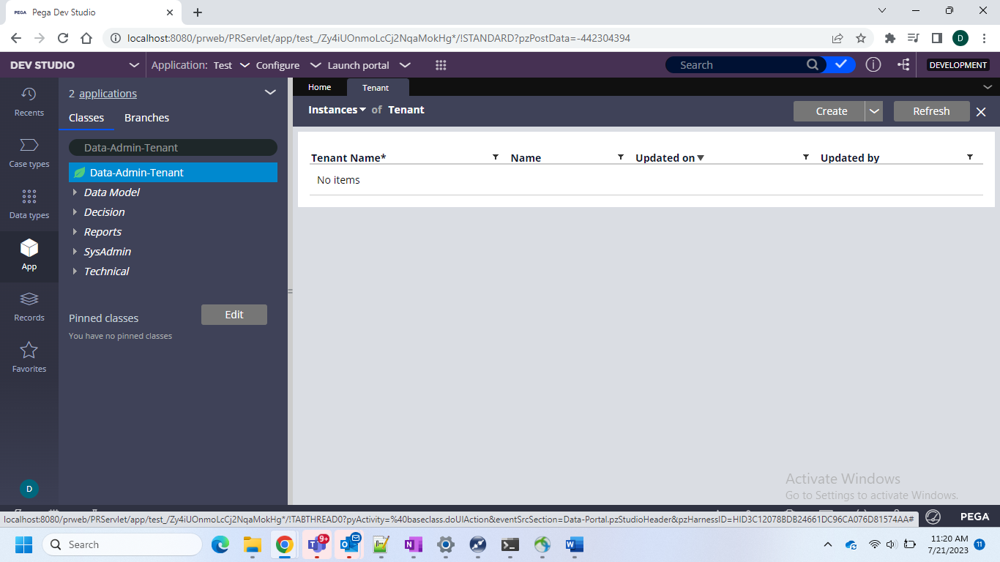 PEGA Pega Dev Studio
localhost:8080/prweb/PRServlet/app/test_/Zy4iUOnmoLcCj2NqaMokHg*/!STANDARD?pzPostData=-442304394
D
DEV STUDIO
Application: Test
Configure
Launch portal
Search
DEVELOPMENT
Recents
Case types
Data types
App
Records
Favorites
D
2 applications
Classes
Branches
Data-Admin-Tenant
Data-Admin-Tenant
Data Model
Decision
Reports
SysAdmin
Technical
Pinned classes
Edit
You have no pinned classes
Home
Tenant
Instances of Tenant
Create
Refresh
Tenant Name*
Name
Updated on
Updated by
No items
Activate Windows
Go to Settings to activate Windows.
localhost:8080/prweb/PRServlet/app/test_/Zy4iUOnmoLcCj2NqaMokHg*/!TABTHREAD0?pyActivity=%40baseclass.doUIAction&eventSrcSection=Data-Portal.pzStudioHeader&pzHarnessID=HID3C12078BDB24661DC96CA076D81574AA#
PEGA
Search
9+
11:20 AM
7/21/2023
11